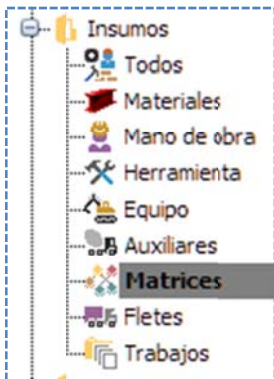 Insumos
Todos
Materiales
Mano de obra
Herramienta
Equipo
Auxiliares
Matrices
Fletes
Trabajos